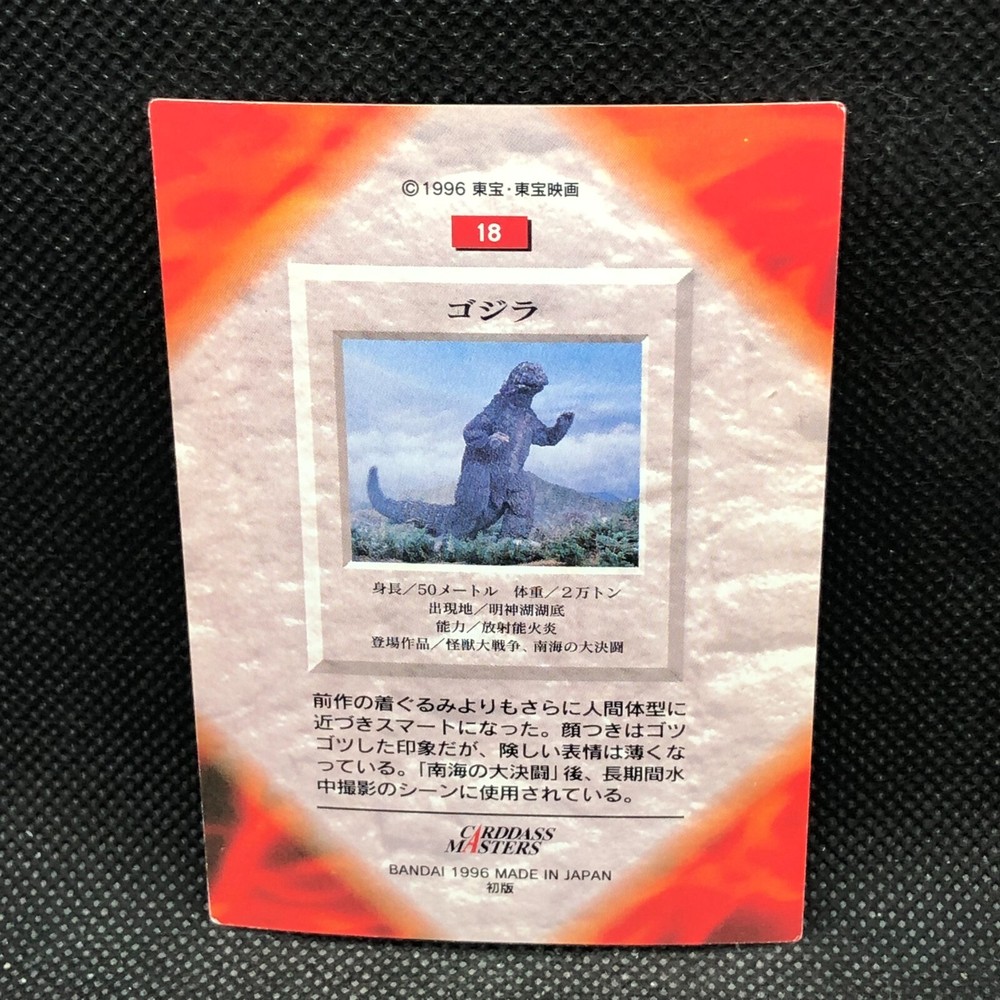 ©1996 東宝・東宝映画
18
ゴジラ
身長／50メートル　体重／2万トン
出現地／明神湖湖底
能力／放射能火炎
登場作品／怪獣大戦争、南海の大決闘
前作の着ぐるみよりもさらに人間体型に
近づきスマートになった。顔つきはゴツ
ゴツした印象だが、険しい表情は薄くな
っている。「南海の大決闘」後、長期間水
中撮影のシーンに使用されている。
CARDDASS
MASTERS
BANDAI 1996 MADE IN JAPAN
初版